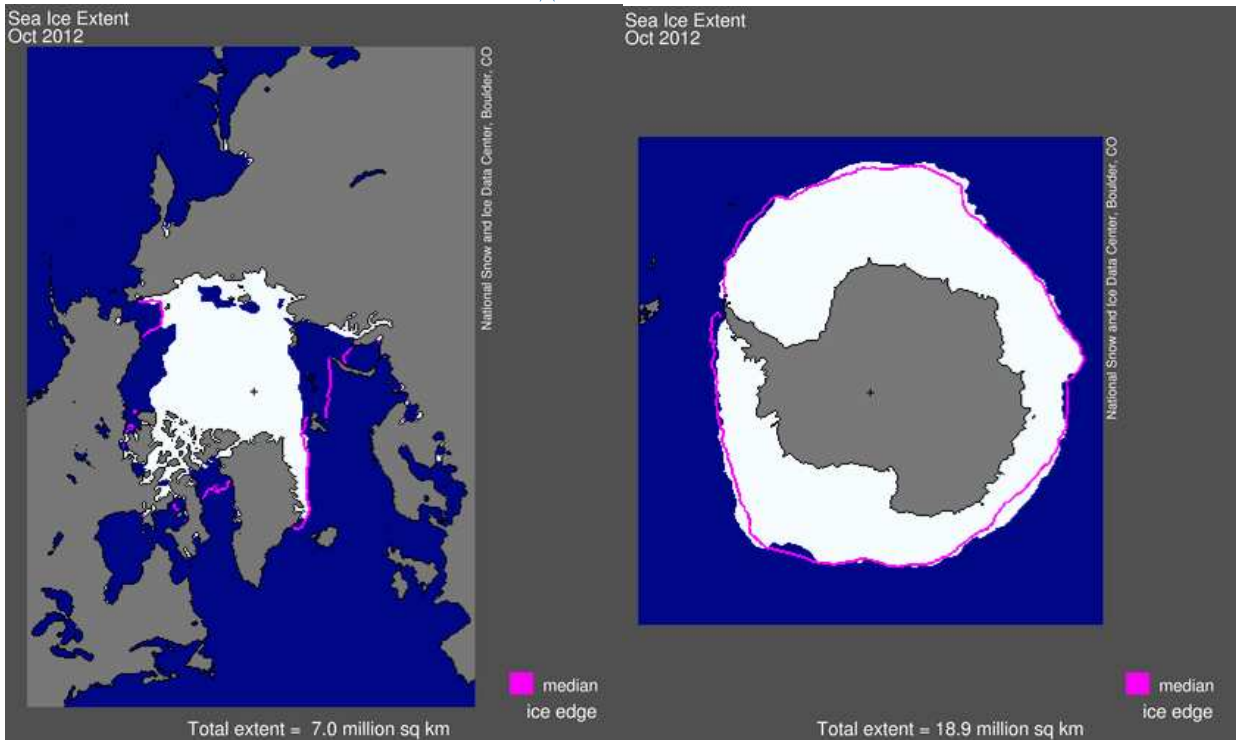 Sea Ice Extent
Oct 2012
National Snow and Ice Data Center, Boulder, CO
median
ice edge
Total extent = 7.0 million sq km
Sea Ice Extent
Oct 2012
National Snow and Ice Data Center, Boulder, CO
median
ice edge
Total extent = 18.9 million sq km